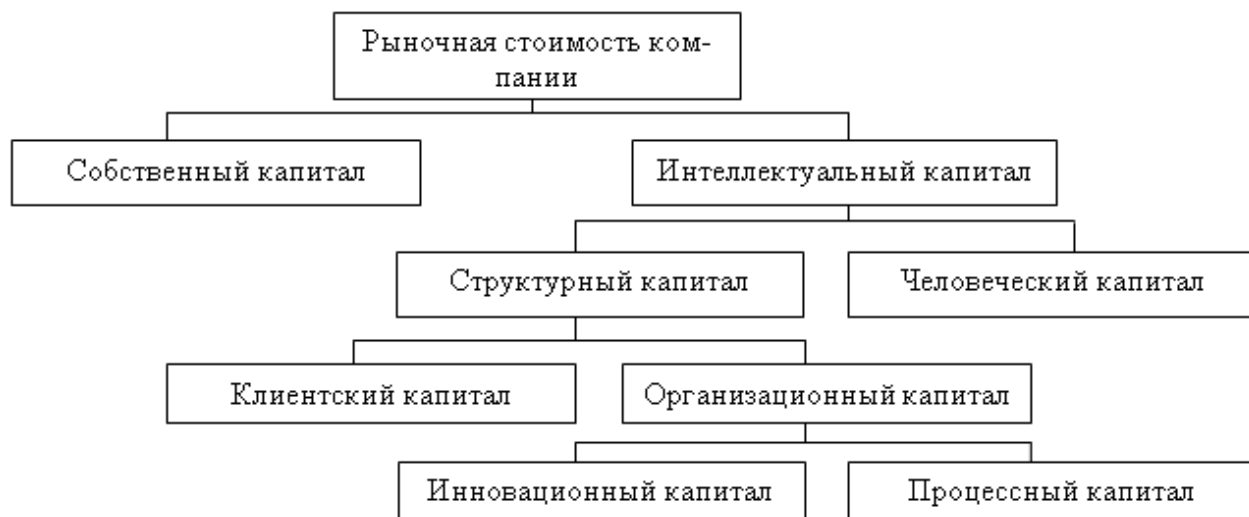 Рыночная стоимость ком-
пании
Собственный капитал
Интеллектуальный капитал
Структурный капитал
Человеческий капитал
Клиентский капитал
Организационный капитал
Инновационный капитал
Процессный капитал